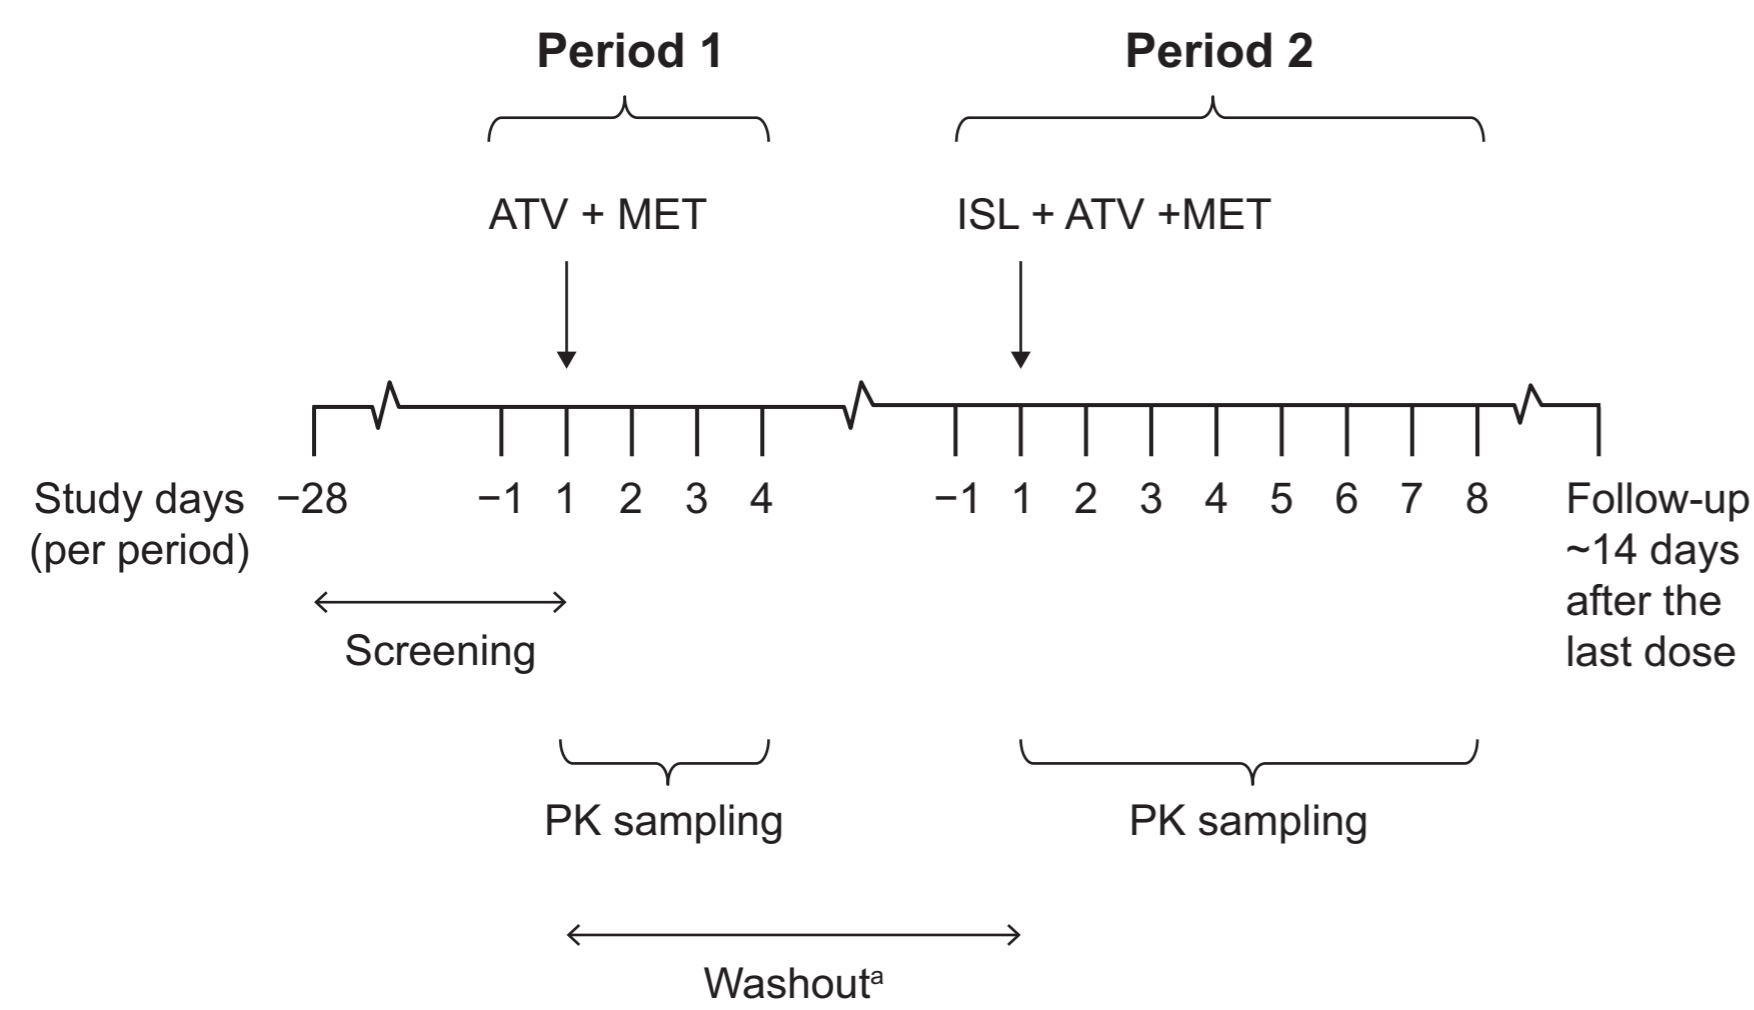 Period 1
Period 2
ATV + MET
ISL + ATV +MET
Study days
(per period)
−28
−1
1
2
3
4
−1
1
2
3
4
5
6
7
8
Follow-up
~14 days
after the
last dose
Screening
PK sampling
PK sampling
Washoutᵃ